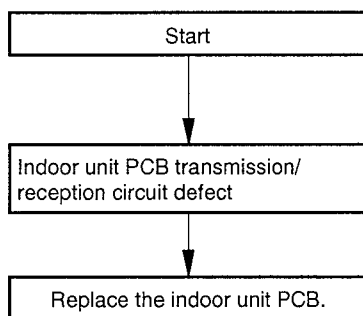 Start
Indoor unit PCB transmission/
reception circuit defect
Replace the indoor unit PCB.